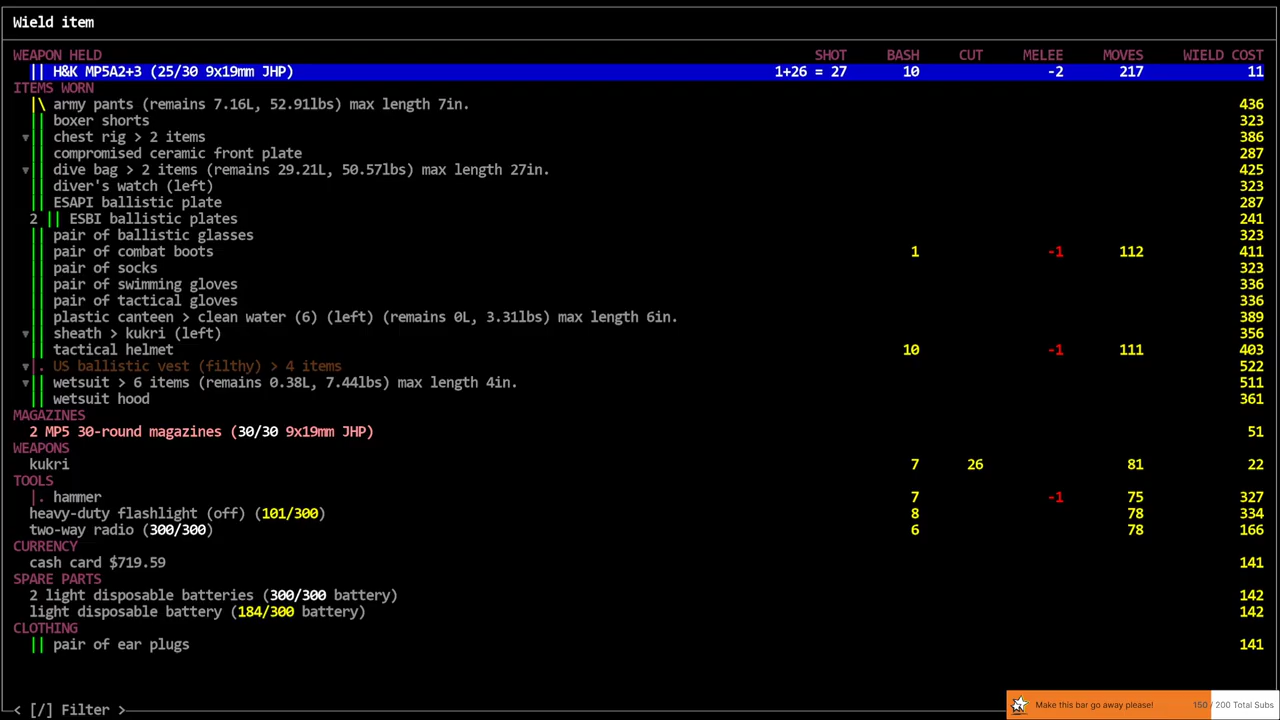 Wield item
WEAPON HELD SHOT BASH CUT MELEE MOVES WIELD COST
|| H&K MP5A2+3 (25/30 9x19mm JHP) 1+26 = 27 10 -2 217 11
ITEMS WORN
|\ army pants (remains 7.16L, 52.91lbs) max length 7in. 436
|| boxer shorts 323
▼|| chest rig > 2 items 386
|| compromised ceramic front plate 287
▼|| dive bag > 2 items (remains 29.21L, 50.57lbs) max length 27in. 425
|| diver's watch (left) 323
|| ESAPI ballistic plate 287
2 || ESBI ballistic plates 241
|| pair of ballistic glasses 323
|| pair of combat boots 1 -1 112 411
|| pair of socks 323
|| pair of swimming gloves 336
|| pair of tactical gloves 336
|| plastic canteen > clean water (6) (left) (remains 0L, 3.31lbs) max length 6in. 389
▼|| sheath > kukri (left) 356
|| tactical helmet 10 -1 111 403
▼|. US ballistic vest (filthy) > 4 items 522
▼|| wetsuit > 6 items (remains 0.38L, 7.44lbs) max length 4in. 511
|| wetsuit hood 361
MAGAZINES
2 MP5 30-round magazines (30/30 9x19mm JHP) 51
WEAPONS
kukri 7 26 81 22
TOOLS
|. hammer 7 -1 75 327
heavy-duty flashlight (off) (101/300) 8 78 334
two-way radio (300/300) 6 78 166
CURRENCY
cash card $719.59 141
SPARE PARTS
2 light disposable batteries (300/300 battery) 142
light disposable battery (184/300 battery) 142
CLOTHING
|| pair of ear plugs 141
< [/] Filter >
Make this bar go away please! 150 / 200 Total Subs